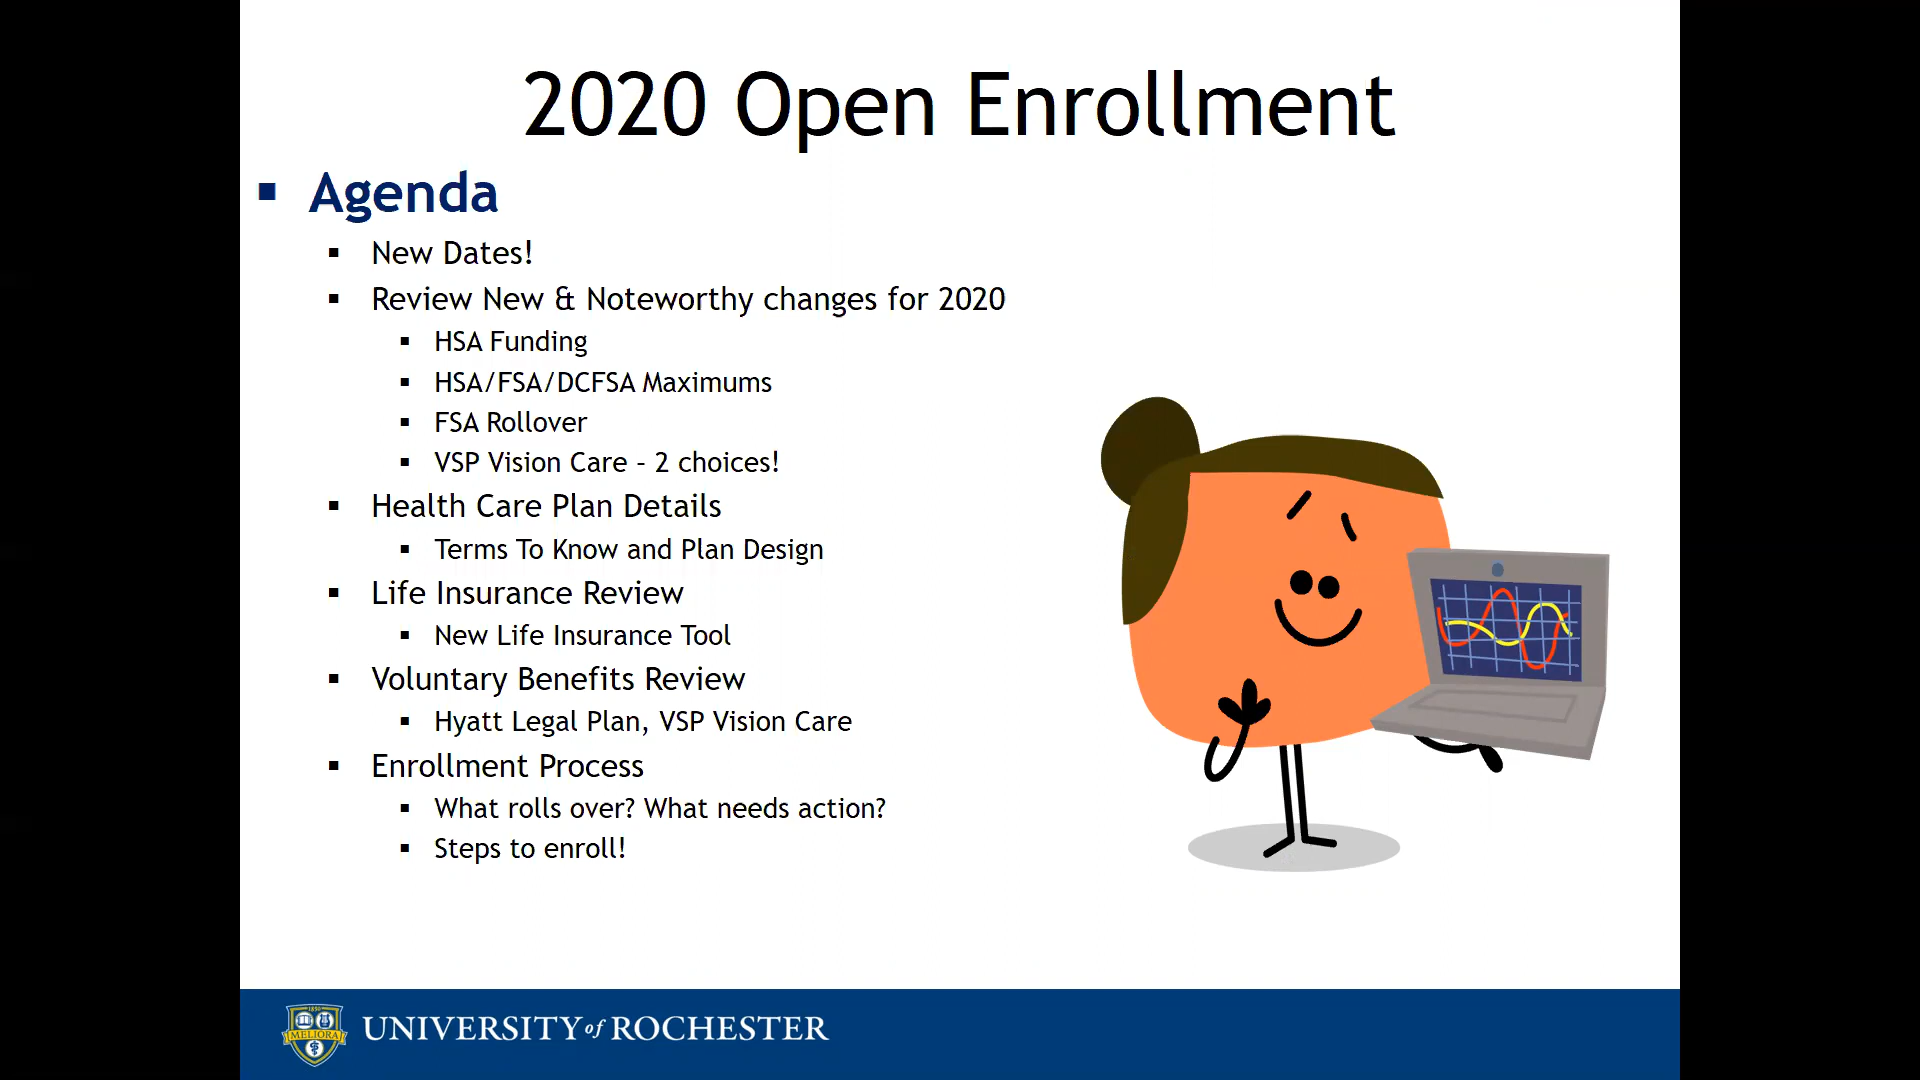 2020 Open Enrollment
▪ Agenda
▪ New Dates!
▪ Review New & Noteworthy changes for 2020
▪ HSA Funding
▪ HSA/FSA/DCFSA Maximums
▪ FSA Rollover
▪ VSP Vision Care – 2 choices!
▪ Health Care Plan Details
▪ Terms To Know and Plan Design
▪ Life Insurance Review
▪ New Life Insurance Tool
▪ Voluntary Benefits Review
▪ Hyatt Legal Plan, VSP Vision Care
▪ Enrollment Process
▪ What rolls over? What needs action?
▪ Steps to enroll!
1850
MELIORA
UNIVERSITY of ROCHESTER